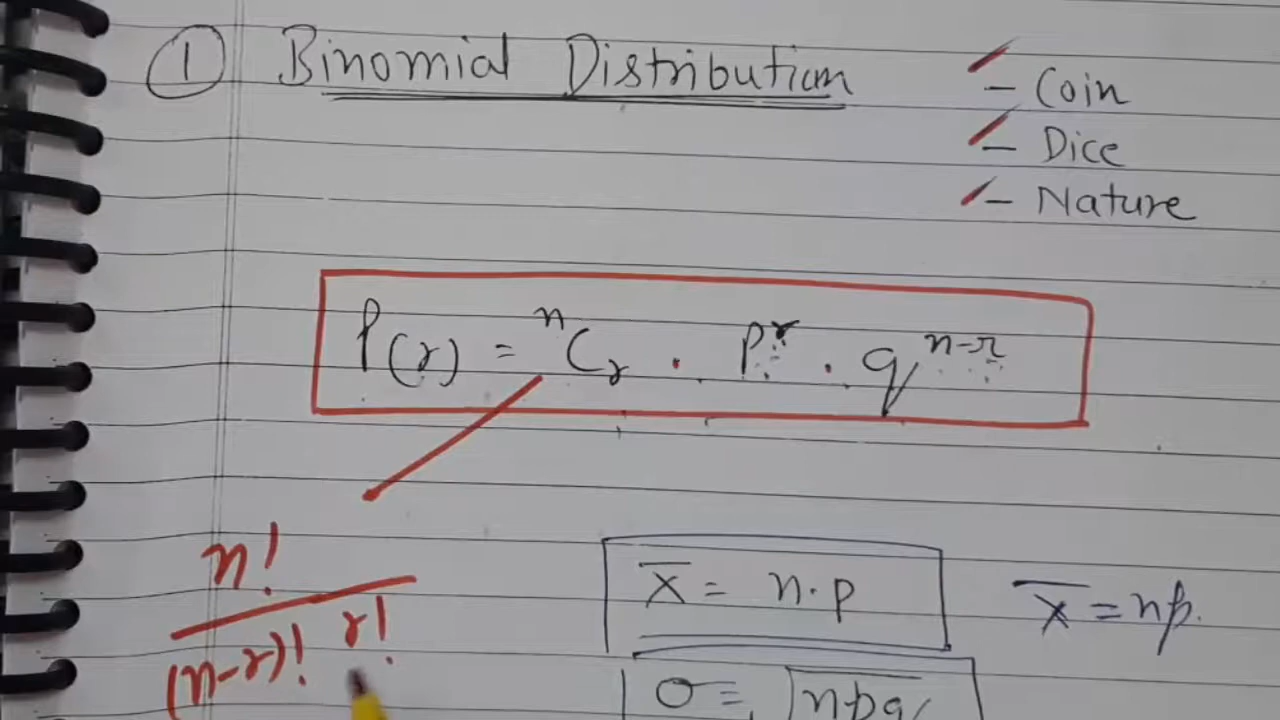 ① Binomial Distribution
- Coin
- Dice
- Nature
P(r) = ⁿCᵣ . pʳ . qⁿ⁻ʳ
n!
(n-r)! r!
x̅ = n.p
x̅ = np.
σ = √npq